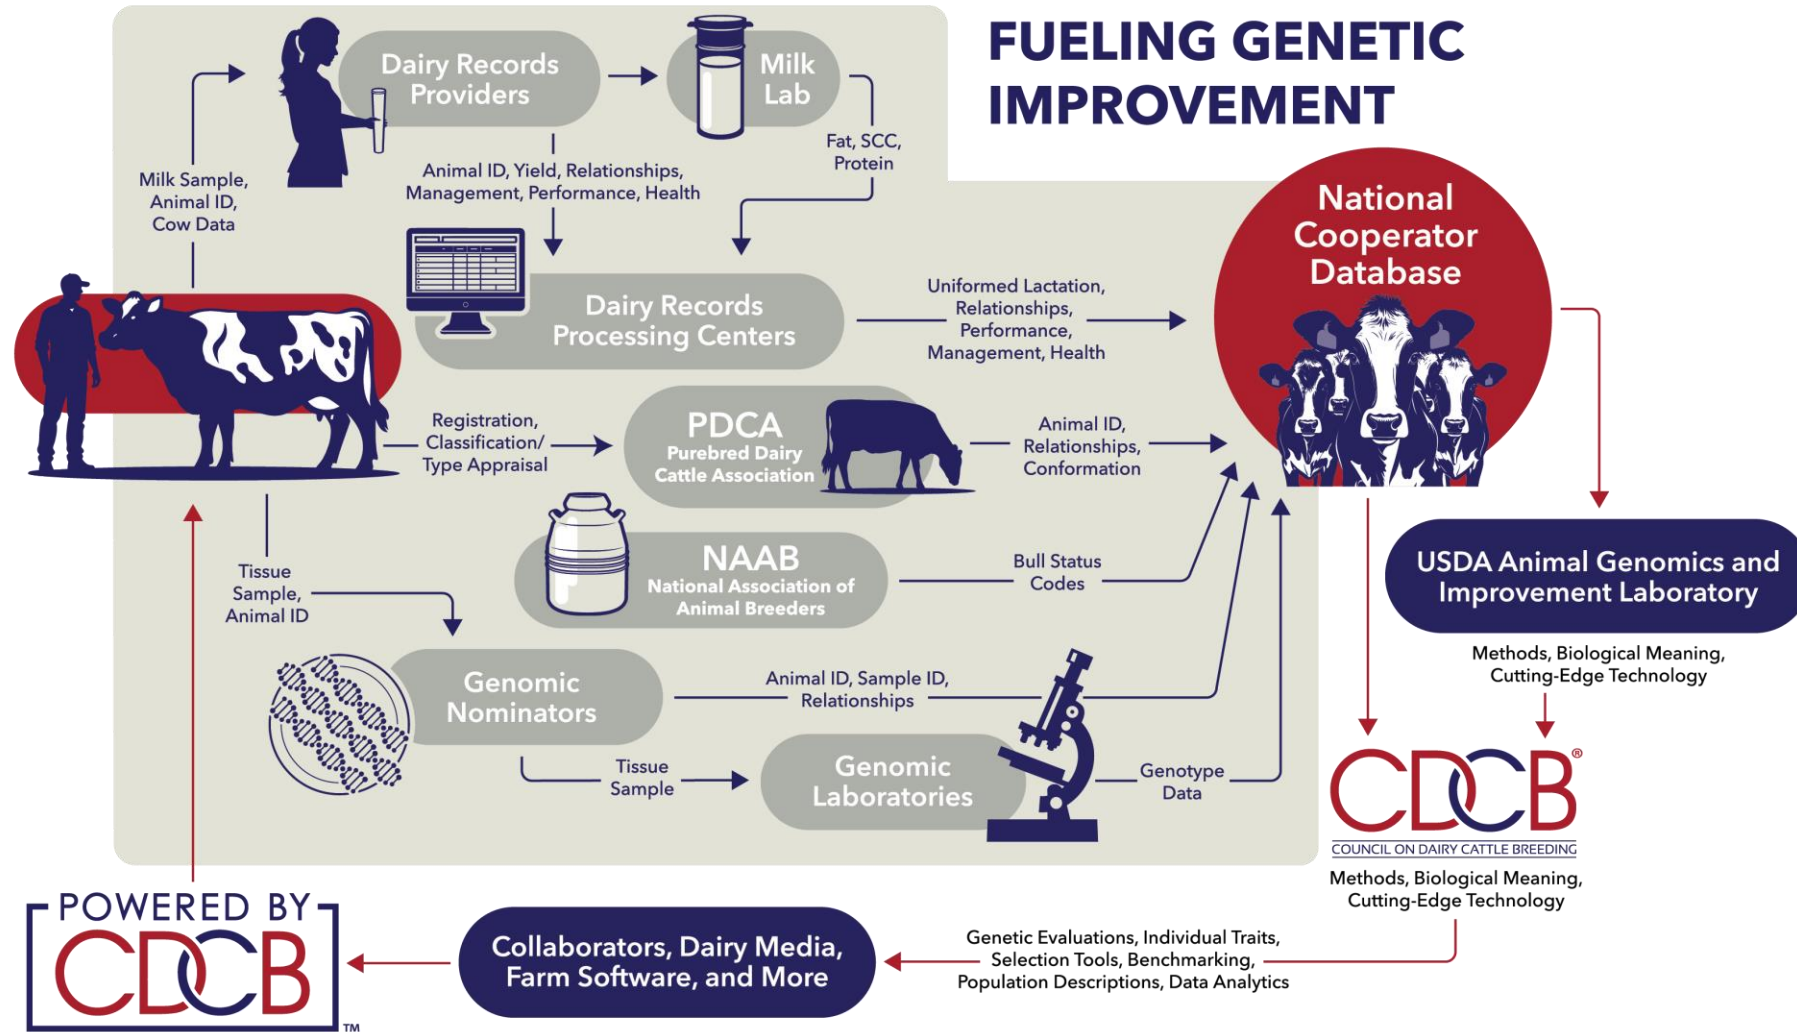 FUELING GENETIC
IMPROVEMENT
Dairy Records
Providers
Milk
Lab
Fat, SCC,
Protein
Milk Sample,
Animal ID,
Cow Data
Animal ID, Yield, Relationships,
Management, Performance, Health
Dairy Records
Processing Centers
Uniformed Lactation,
Relationships,
Performance,
Management, Health
National
Cooperator
Database
Registration,
Classification/
Type Appraisal
PDCA
Purebred Dairy
Cattle Association
Animal ID,
Relationships,
Conformation
NAAB
National Association of
Animal Breeders
Bull Status
Codes
Tissue
Sample,
Animal ID
Genomic
Nominators
Animal ID, Sample ID,
Relationships
Tissue
Sample
Genomic
Laboratories
Genotype
Data
USDA Animal Genomics and
Improvement Laboratory
Methods, Biological Meaning,
Cutting-Edge Technology
CDCB®
COUNCIL ON DAIRY CATTLE BREEDING
Methods, Biological Meaning,
Cutting-Edge Technology
Genetic Evaluations, Individual Traits,
Selection Tools, Benchmarking,
Population Descriptions, Data Analytics
Collaborators, Dairy Media,
Farm Software, and More
POWERED BY
CDCB
TM